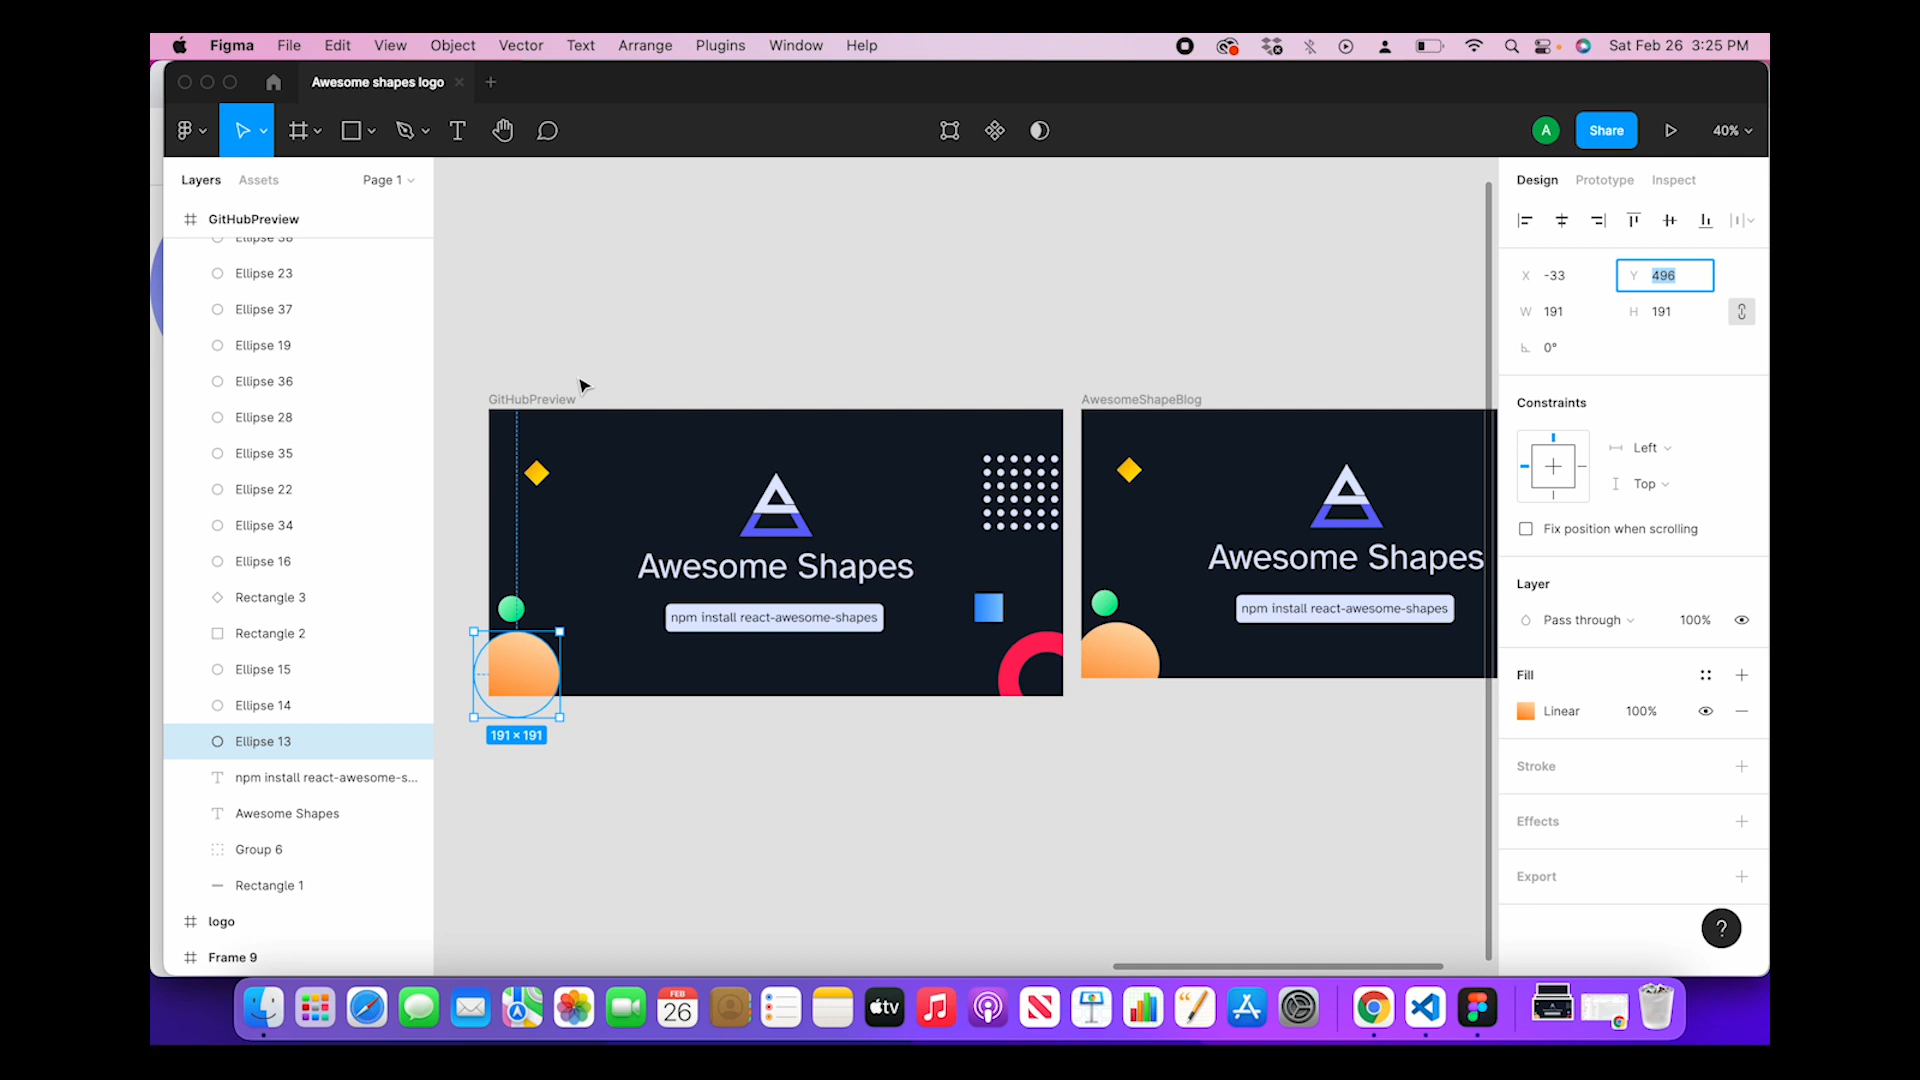 Figma File Edit View Object Vector Text Arrange Plugins Window Help Sat Feb 26 3:25 PM
Awesome shapes logo
A Share 40%
Layers Assets Page 1
Design Prototype Inspect
GitHubPreview
Ellipse 38
Ellipse 23
Ellipse 37
Ellipse 19
Ellipse 36
Ellipse 28
Ellipse 35
Ellipse 22
Ellipse 34
Ellipse 16
Rectangle 3
Rectangle 2
Ellipse 15
Ellipse 14
Ellipse 13
npm install react-awesome-s...
Awesome Shapes
Group 6
Rectangle 1
logo
Frame 9
GitHubPreview
Awesome Shapes
npm install react-awesome-shapes
191 × 191
AwesomeShapeBlog
Awesome Shapes
npm install react-awesome-shapes
X -33 Y 496
W 191 H 191
0°
Constraints
Left
Top
Fix position when scrolling
Layer
Pass through 100%
Fill
Linear 100%
Stroke
Effects
Export
?
FEB
26
tv